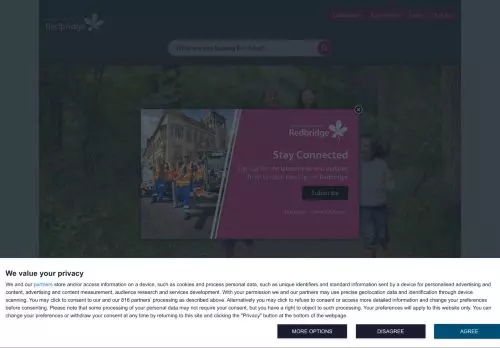 Redbridge
Redbridge
Stay Connected
Subscribe
We value your privacy
We and our partners store and/or access information on a device, such as cookies and process personal data, such as unique identifiers and standard information sent by a device for personalised advertising and
content, advertising and content measurement, audience research and services development. With your permission we and our partners may use precise geolocation data and identification through device
scanning. You may click to consent to our and our 816 partners' processing as described above. Alternatively you may click to refuse to consent or access more detailed information and change your preferences
before consenting. Please note that some processing of your personal data may not require your consent, but you have a right to object to such processing. Your preferences will apply to this website only. You can
change your preferences or withdraw your consent at any time by returning to this site and clicking the "Privacy" button at the bottom of the webpage.
MORE OPTIONS
DISAGREE
AGREE